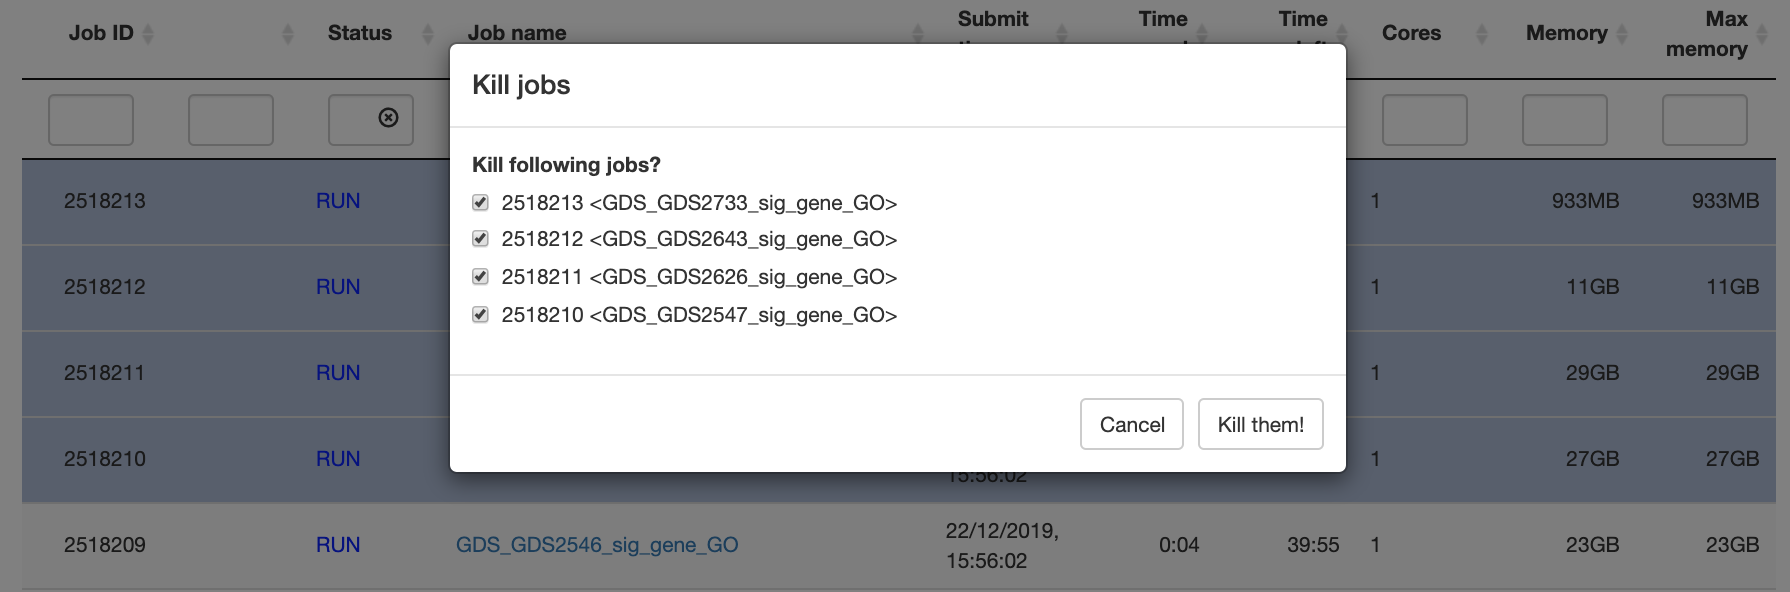 Job ID Status Job name Submit Time Time Cores Memory Max memory
Kill jobs
Kill following jobs?
2518213 <GDS_GDS2733_sig_gene_GO>
2518212 <GDS_GDS2643_sig_gene_GO>
2518211 <GDS_GDS2626_sig_gene_GO>
2518210 <GDS_GDS2547_sig_gene_GO>
Cancel Kill them!
2518213 RUN 1 933MB 933MB
2518212 RUN 1 11GB 11GB
2518211 RUN 1 29GB 29GB
2518210 RUN 15:56:02 1 27GB 27GB
2518209 RUN GDS_GDS2546_sig_gene_GO 22/12/2019, 15:56:02 0:04 39:55 1 23GB 23GB